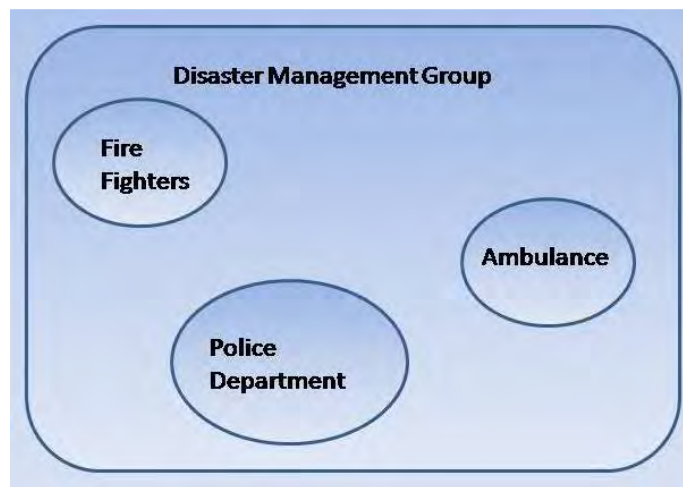 Disaster Management Group
Fire
Fighters
Ambulance
Police
Department